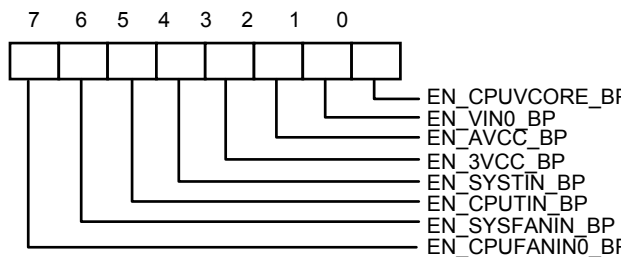 7 6 5 4 3 2 1 0
EN_CPUVCORE_BP
EN_VIN0_BP
EN_AVCC_BP
EN_3VCC_BP
EN_SYSTIN_BP
EN_CPUTIN_BP
EN_SYSFANIN_BP
EN_CPUFANIN0_BP